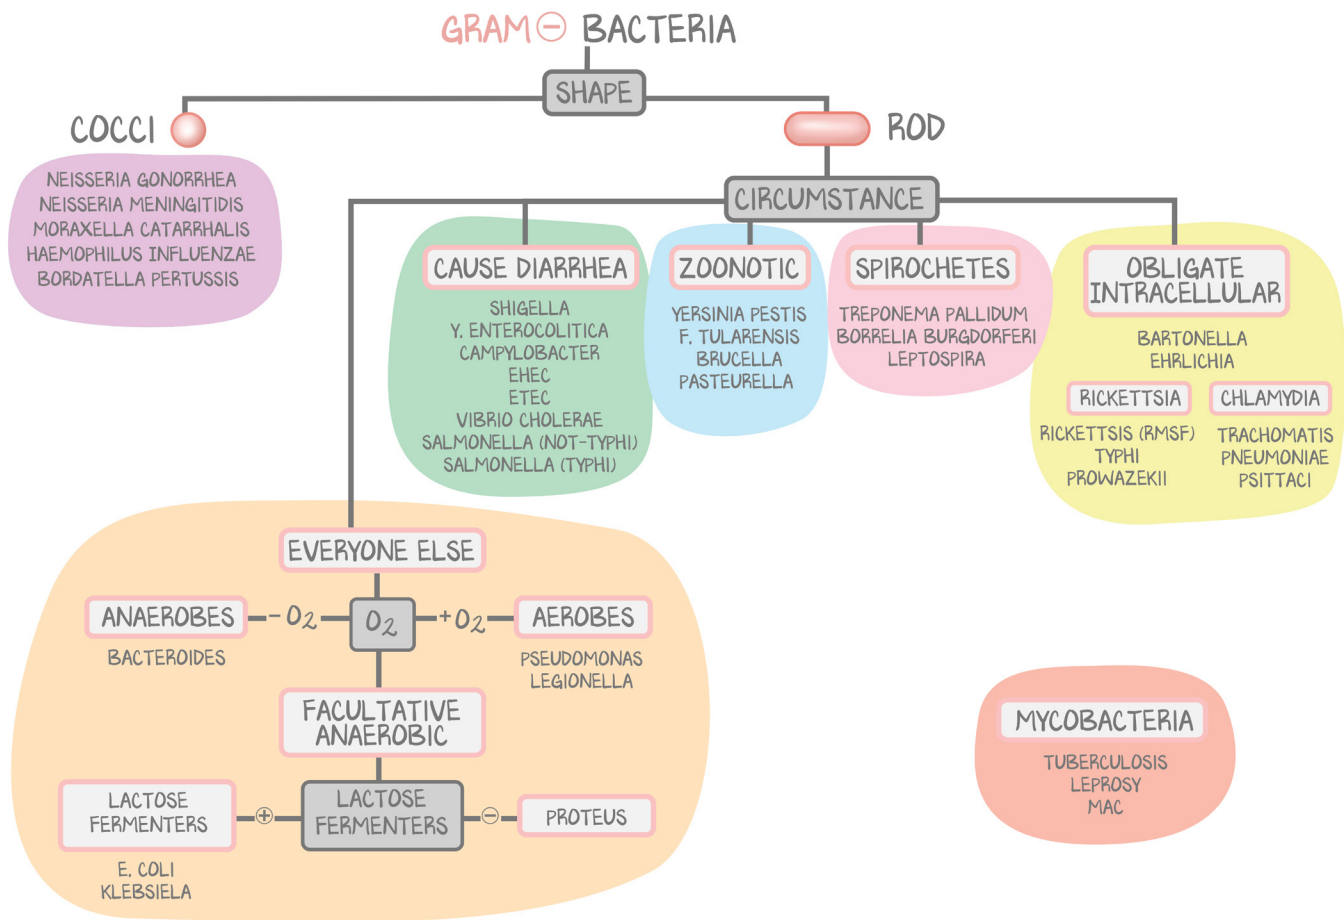 GRAM ⊖ BACTERIA
SHAPE
COCCI
ROD
NEISSERIA GONORRHEA
NEISSERIA MENINGITIDIS
MORAXELLA CATARRHALIS
HAEMOPHILUS INFLUENZAE
BORDATELLA PERTUSSIS
CIRCUMSTANCE
CAUSE DIARRHEA
SHIGELLA
Y. ENTEROCOLITICA
CAMPYLOBACTER
EHEC
ETEC
VIBRIO CHOLERAE
SALMONELLA (NOT-TYPHI)
SALMONELLA (TYPHI)
ZOONOTIC
YERSINIA PESTIS
F. TULARENSIS
BRUCELLA
PASTEURELLA
SPIROCHETES
TREPONEMA PALLIDUM
BORRELIA BURGDORFERI
LEPTOSPIRA
OBLIGATE
INTRACELLULAR
BARTONELLA
EHRLICHIA
RICKETTSIA
RICKETTSIS (RMSF)
TYPHI
PROWAZEKII
CHLAMYDIA
TRACHOMATIS
PNEUMONIAE
PSITTACI
EVERYONE ELSE
ANAEROBES
-O2
O2
+O2
AEROBES
BACTEROIDES
PSEUDOMONAS
LEGIONELLA
FACULTATIVE
ANAEROBIC
LACTOSE
FERMENTERS
⊕
LACTOSE
FERMENTERS
⊖
PROTEUS
E. COLI
KLEBSIELA
MYCOBACTERIA
TUBERCULOSIS
LEPROSY
MAC